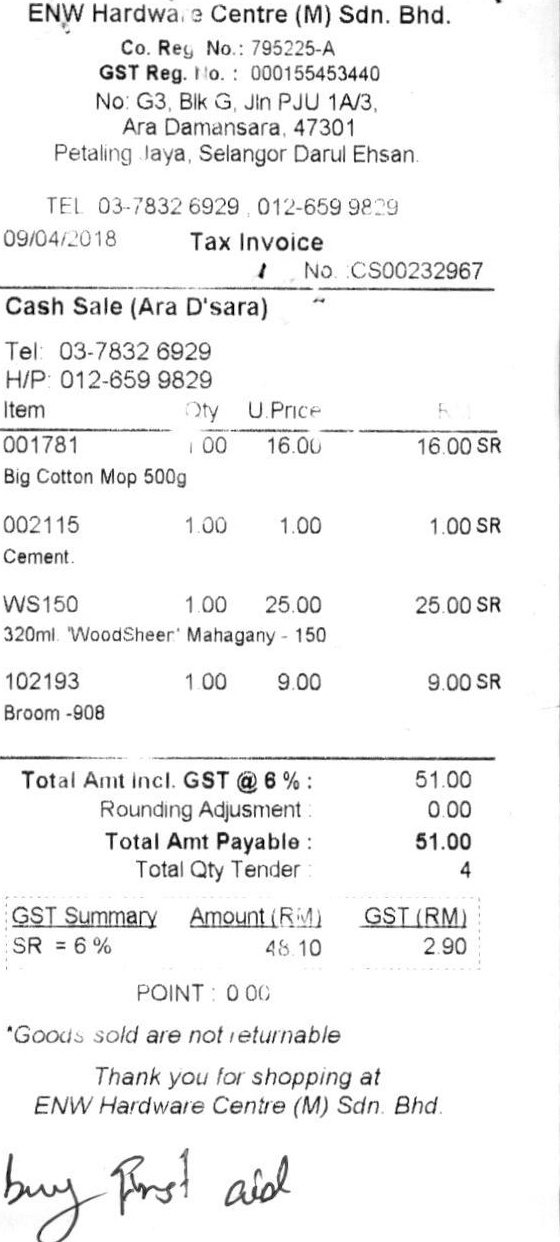 ENW Hardware Centre (M) Sdn. Bhd.
Co. Reg No.: 795225-A
GST Reg. No. : 000155453440
No: G3, Blk G, Jln PJU 1A/3,
Ara Damansara, 47301
Petaling Jaya, Selangor Darul Ehsan.
TEL 03-7832 6929 , 012-659 9829
09/04/2018 Tax Invoice
No. :CS00232967
Cash Sale (Ara D'sara)
Tel: 03-7832 6929
H/P: 012-659 9829
Item Qty U.Price RM
001781 1.00 16.00 16.00 SR
Big Cotton Mop 500g
002115 1.00 1.00 1.00 SR
Cement.
WS150 1.00 25.00 25.00 SR
320ml. 'WoodSheer' Mahagany - 150
102193 1.00 9.00 9.00 SR
Broom -908
Total Amt incl. GST @ 6 % : 51.00
Rounding Adjusment : 0.00
Total Amt Payable : 51.00
Total Qty Tender : 4
GST Summary Amount (RM) GST (RM)
SR = 6 % 48.10 2.90
POINT : 0.00
*Goods sold are not returnable
Thank you for shopping at
ENW Hardware Centre (M) Sdn. Bhd.
buy first aid